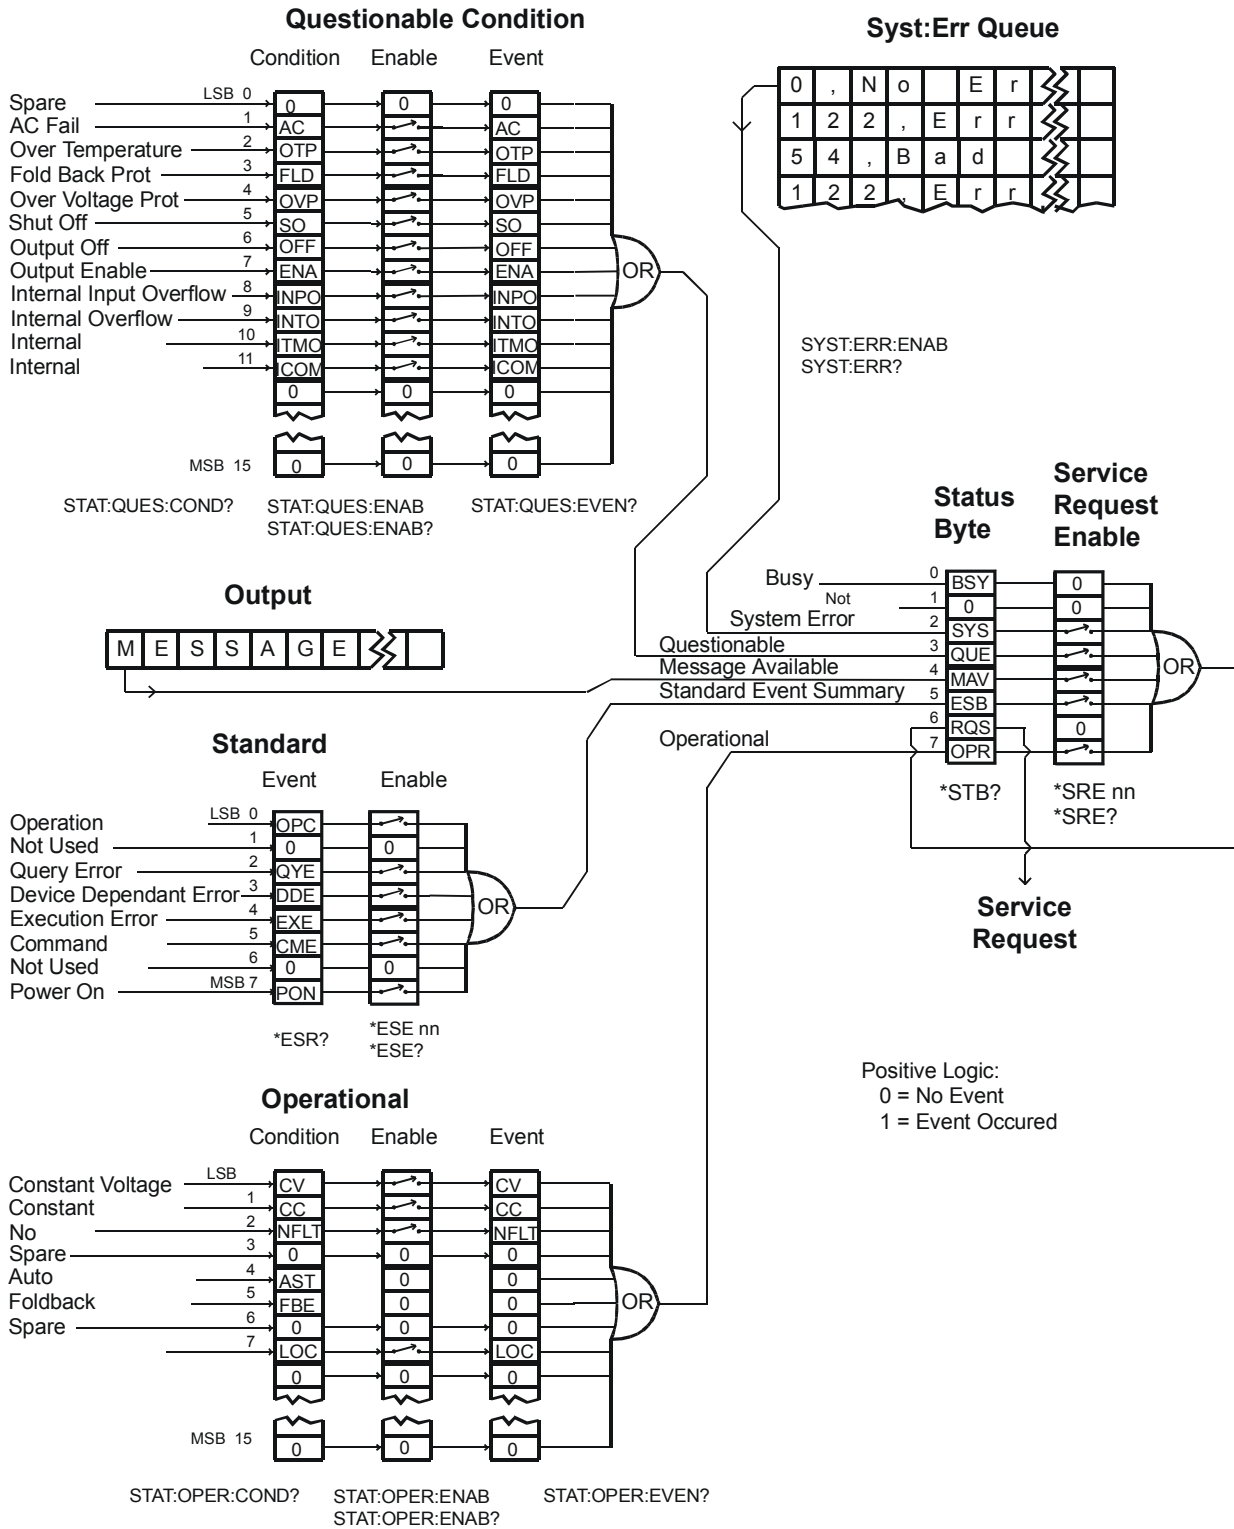 Questionable Condition
Condition Enable Event
Spare LSB 0 0 0 0
AC Fail 1 AC AC
Over Temperature 2 OTP OTP
Fold Back Prot 3 FLD FLD
Over Voltage Prot 4 OVP OVP
Shut Off 5 SO SO
Output Off 6 OFF OFF
Output Enable 7 ENA ENA
Internal Input Overflow 8 INPO INPO
Internal Overflow 9 INTO INTO
Internal 10 ITMO ITMO
Internal 11 ICOM ICOM
0 0 0
MSB 15 0 0 0
OR
STAT:QUES:COND? STAT:QUES:ENAB STAT:QUES:EVEN?
STAT:QUES:ENAB?
Syst:Err Queue
0 , N o E r
1 2 2 , E r r
5 4 , B a d
1 2 2 , E r r
SYST:ERR:ENAB
SYST:ERR?
Output
M E S S A G E
Status
Byte
Service
Request
Enable
Busy 0 BSY 0
Not 1 0 0
System Error 2 SYS
Questionable 3 QUE
Message Available 4 MAV
Standard Event Summary 5 ESB
6 RQS 0
Operational 7 OPR
OR
*STB? *SRE nn
*SRE?
Service
Request
Standard
Event Enable
Operation LSB 0 OPC
Not Used 1 0 0
Query Error 2 QYE
Device Dependant Error 3 DDE
Execution Error 4 EXE
Command 5 CME
Not Used 6 0 0
Power On MSB 7 PON
OR
*ESR? *ESE nn
*ESE?
Positive Logic:
0 = No Event
1 = Event Occured
Operational
Condition Enable Event
Constant Voltage LSB CV CV
Constant 1 CC CC
No 2 NFLT NFLT
Spare 3 0 0 0
Auto 4 AST 0 0
Foldback 5 FBE 0 0
Spare 6 0 0 0
7 LOC LOC
0 0 0
MSB 15 0 0 0
OR
STAT:OPER:COND? STAT:OPER:ENAB STAT:OPER:EVEN?
STAT:OPER:ENAB?